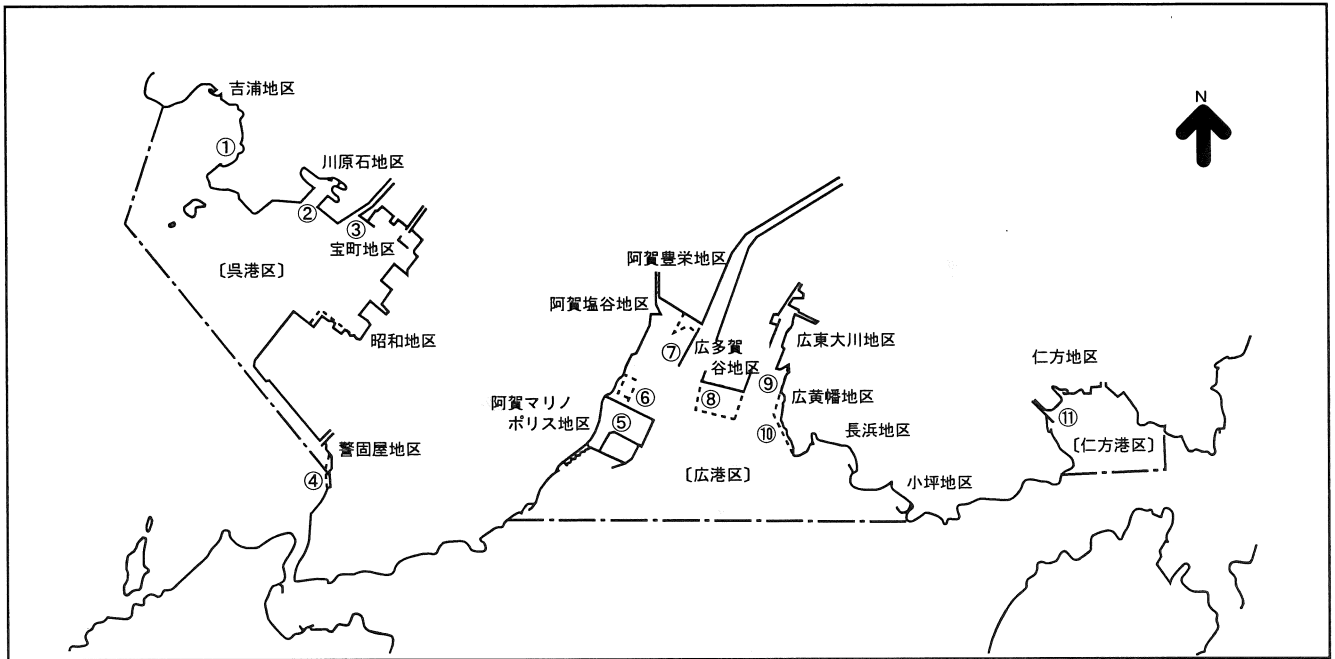 N
吉浦地区
①
川原石地区
②
③
宝町地区
〔呉港区〕
阿賀豊栄地区
阿賀塩谷地区
昭和地区
⑦
広多賀
谷地区
広東大川地区
仁方地区
⑨
⑥
⑧
広黄幡地区
阿賀マリノ
ポリス地区
⑤
⑪
⑩
長浜地区
〔仁方港区〕
警固屋地区
④
〔広港区〕
小坪地区